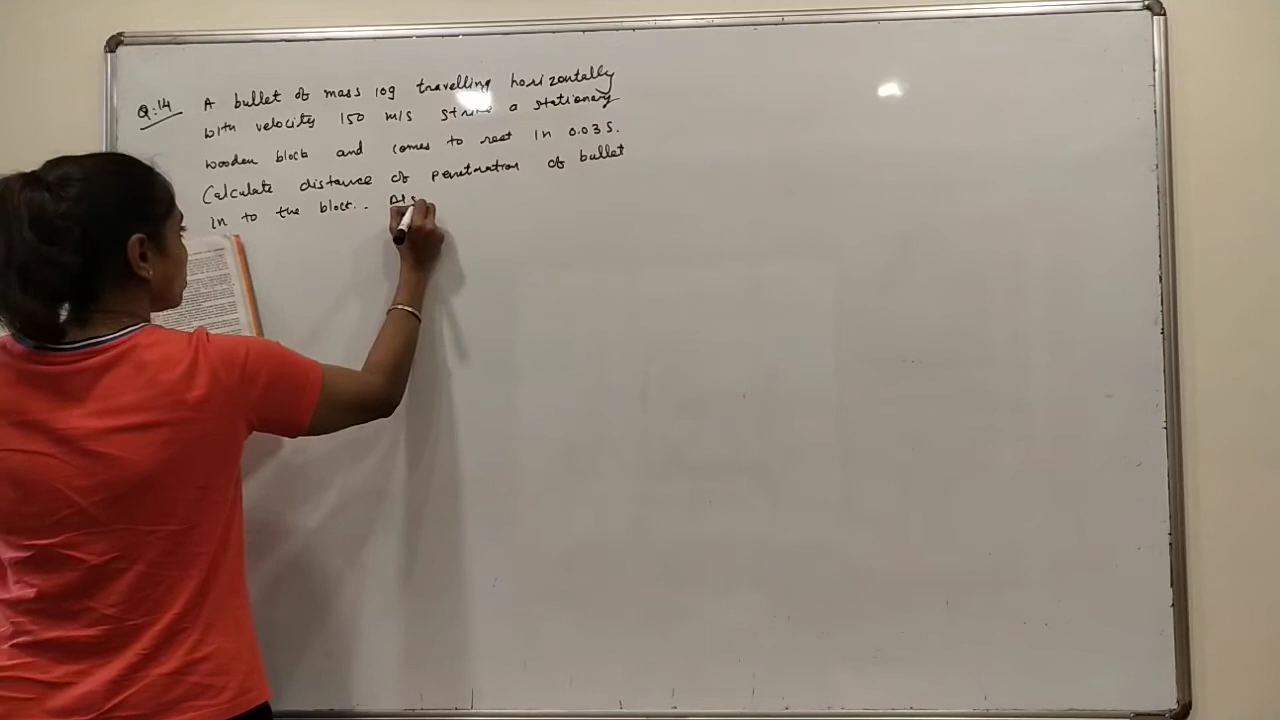 Q:14 A bullet of mass 10g travelling horizontally
with velocity 150 m/s strike a stationary
wooden block and comes to rest in 0.03 S.
Calculate distance of penetration of bullet
in to the block.